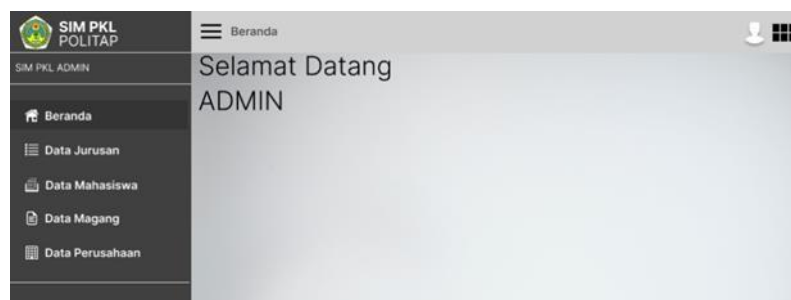 SIM PKL
POLITAP
SIM PKL ADMIN
Beranda
Data Jurusan
Data Mahasiswa
Data Magang
Data Perusahaan
Beranda
Selamat Datang
ADMIN